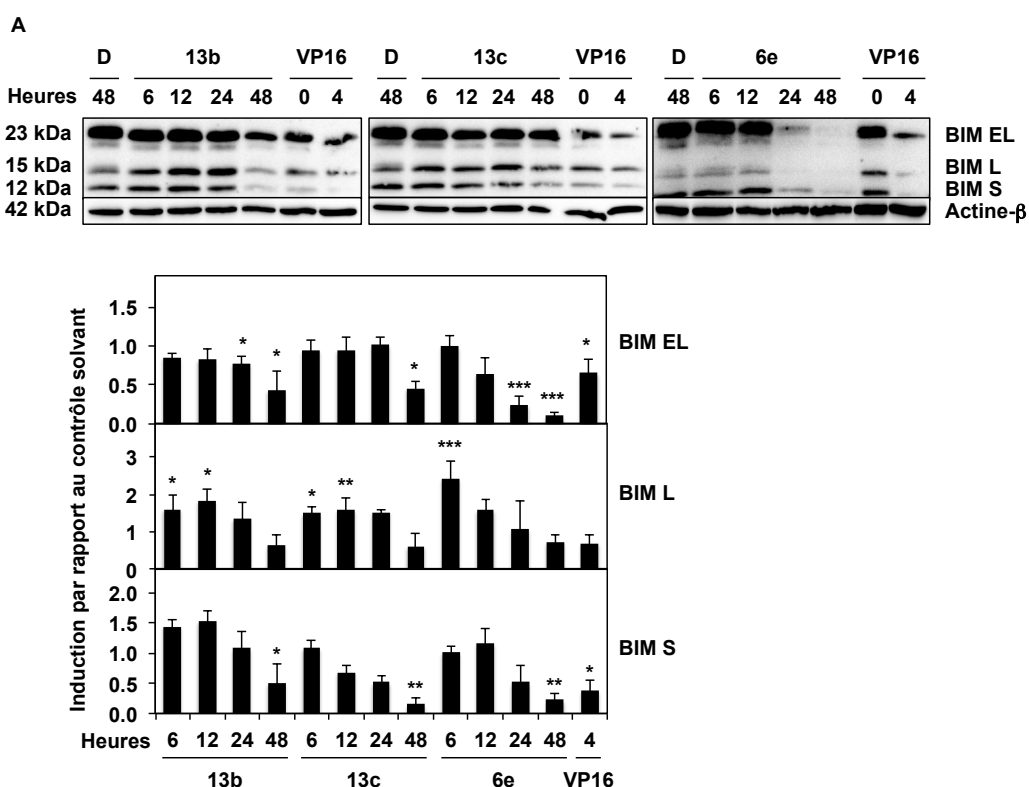 A
D 13b VP16 D 13c VP16 D 6e VP16
Heures 48 6 12 24 48 0 4 48 6 12 24 48 0 4 48 6 12 24 48 0 4
23 kDa BIM EL
15 kDa BIM L
12 kDa BIM S
42 kDa Actine-β
Induction par rapport au contrôle solvant
1.5
1.0 * * * *** *** * BIM EL
0.5
0.0
3 * * * ** ***
2 BIM L
1
0
2.0
1.5
1.0 * ** ** * BIM S
0.5
0.0
Heures 6 12 24 48 6 12 24 48 6 12 24 48 4
13b 13c 6e VP16